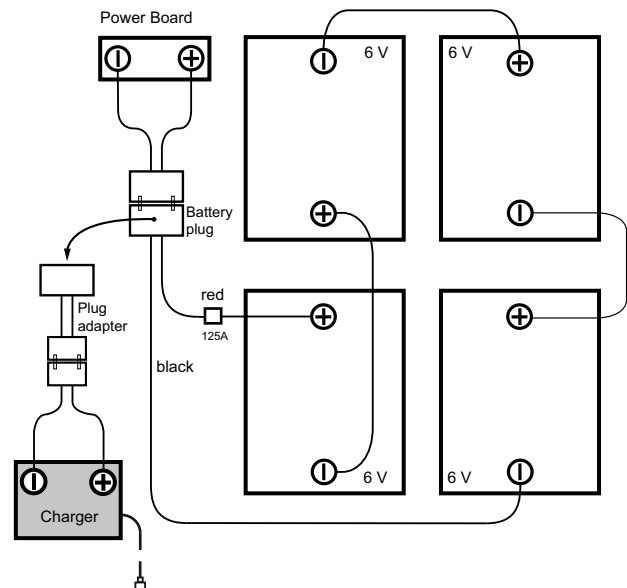 Power Board
6 V
6 V
Battery
plug
red
125A
Plug
adapter
black
6 V
6 V
Charger